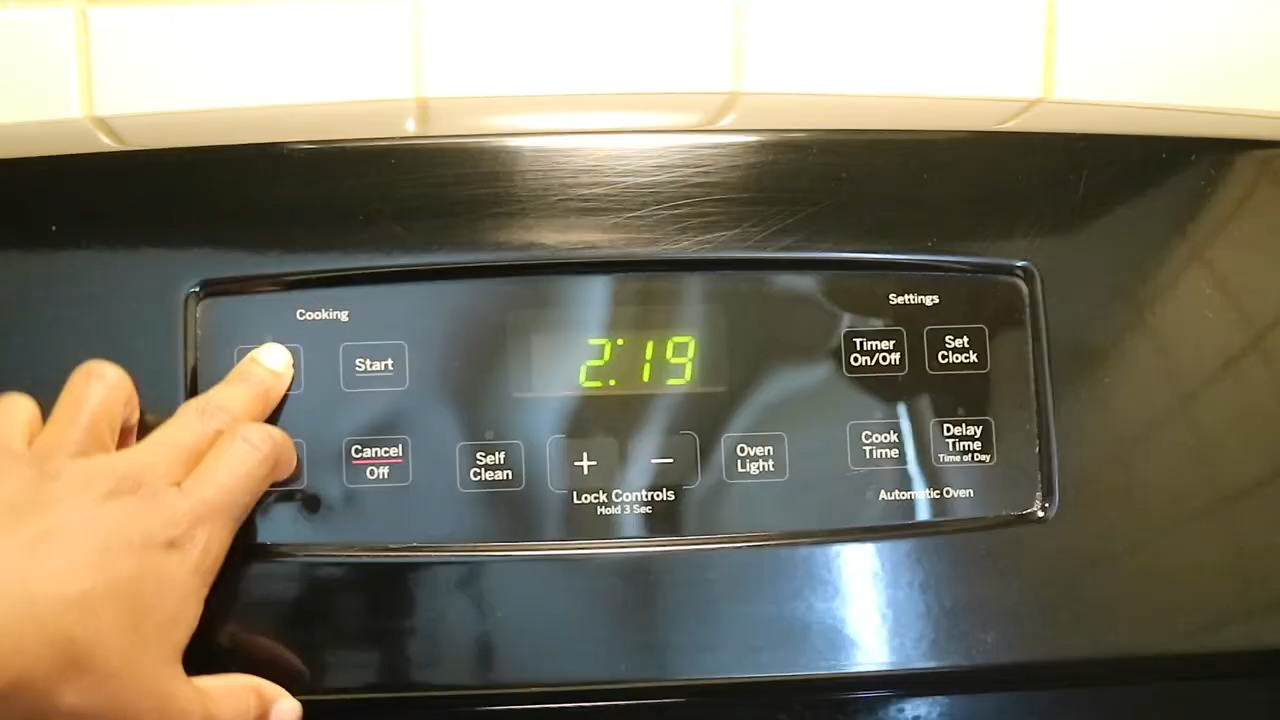 Cooking
Settings
Start
2:19
Timer
On/Off
Set
Clock
Cancel
Off
Self
Clean
+
−
Lock Controls
Hold 3 Sec
Oven
Light
Cook
Time
Delay
Time
Time of Day
Automatic Oven